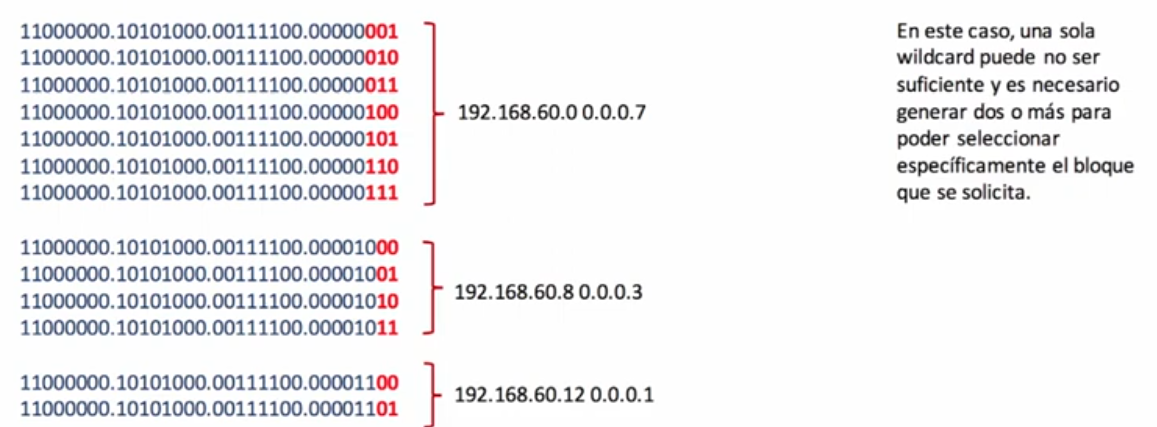 11000000.10101000.00111100.00000001
11000000.10101000.00111100.00000010
11000000.10101000.00111100.00000011
11000000.10101000.00111100.00000100
11000000.10101000.00111100.00000101
11000000.10101000.00111100.00000110
11000000.10101000.00111100.00000111
192.168.60.0 0.0.0.7
11000000.10101000.00111100.00001000
11000000.10101000.00111100.00001001
11000000.10101000.00111100.00001010
11000000.10101000.00111100.00001011
192.168.60.8 0.0.0.3
11000000.10101000.00111100.00001100
11000000.10101000.00111100.00001101
192.168.60.12 0.0.0.1
En este caso, una sola
wildcard puede no ser
suficiente y es necesario
generar dos o más para
poder seleccionar
específicamente el bloque
que se solicita.